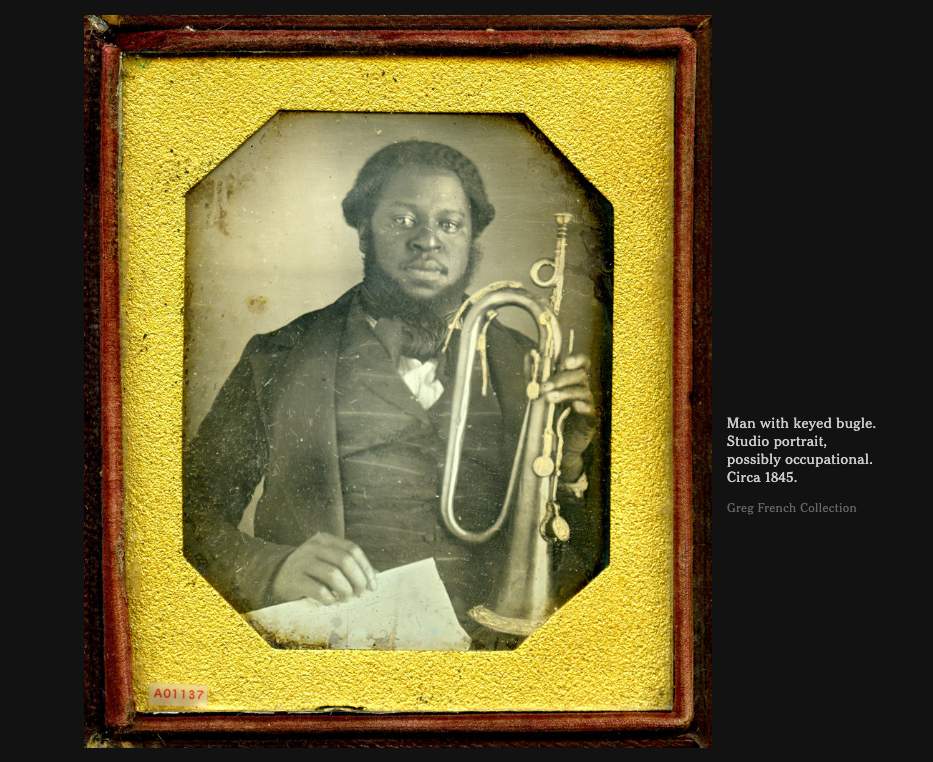 Man with keyed bugle.
Studio portrait,
possibly occupational.
Circa 1845.
Greg French Collection
A01137